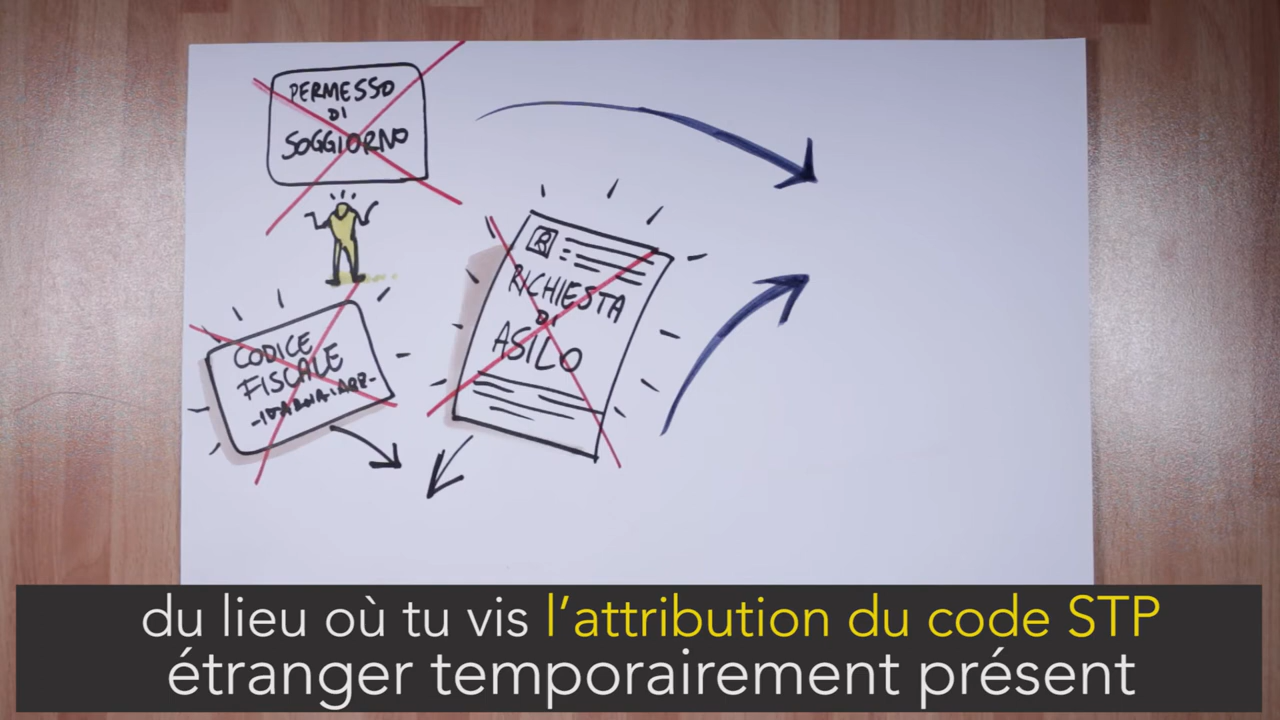 PERMESSO
DI
SOGGIORNO
RICHIESTA
DI
ASILO
CODICE
FISCALE
du lieu où tu vis l'attribution du code STP
étranger temporairement présent